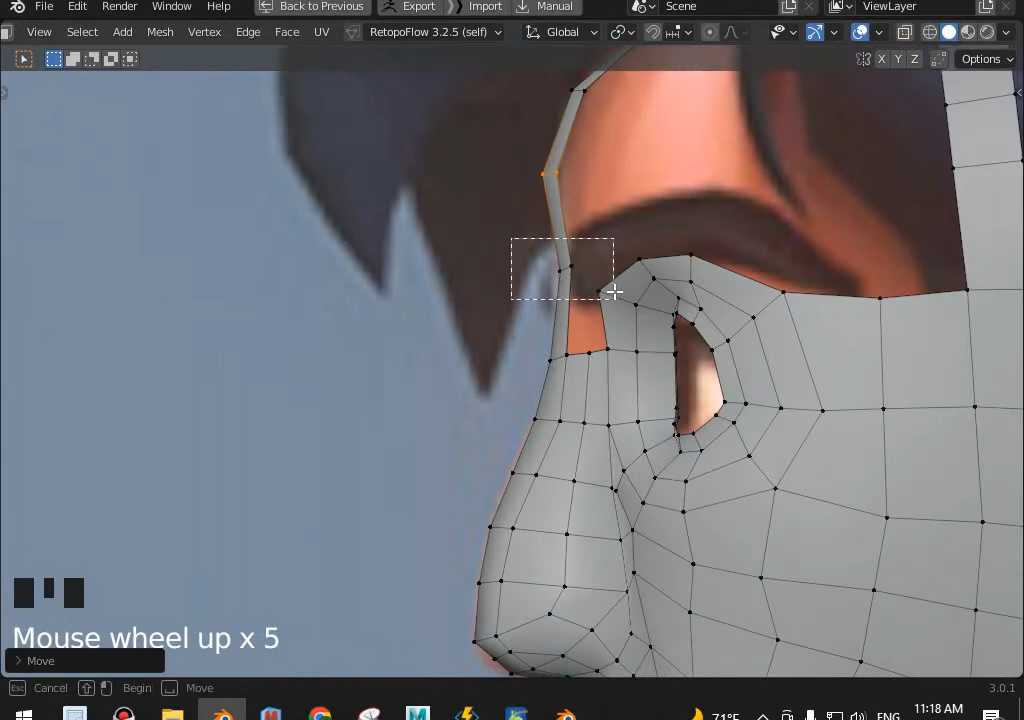 File Edit Render Window Help Back to Previous Export Import Manual Scene ViewLayer
View Select Add Mesh Vertex Edge Face UV RetopoFlow 3.2.5 (self) Global
X Y Z Options
Mouse wheel up x 5
Move
Esc Cancel Begin Move 3.0.1
71°F ENG 11:18 AM